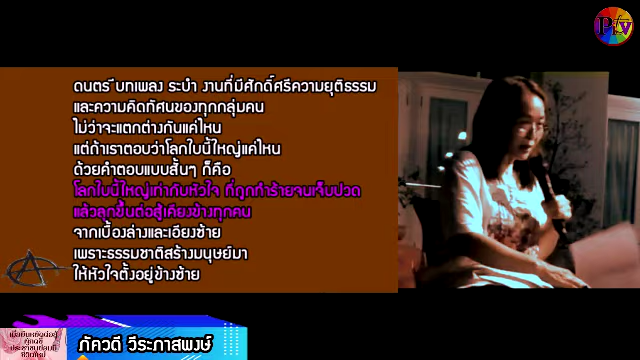 PTV
ดนตรี บทเพลง ระบำ งานที่มีศักดิ์ศรีความยุติธรรม
และความคิดทัศนของทุกกลุ่มคน
ไม่ว่าจะแตกต่างกันแค่ไหน
แต่ถ้าเราตอบว่าโลกใบนี้ใหญ่แค่ไหน
ด้วยคำตอบแบบสั้นๆ ก็คือ
โลกใบนี้ใหญ่เท่ากับหัวใจ ที่ถูกทำร้ายจนเจ็บปวด
แล้วลุกขึ้นต่อสู้เคียงข้างทุกคน
จากเบื้องล่างและเอียงซ้าย
เพราะธรรมชาติสร้างมนุษย์มา
ให้หัวใจตั้งอยู่ข้างซ้าย
ภัควดี วีระภาสพงษ์